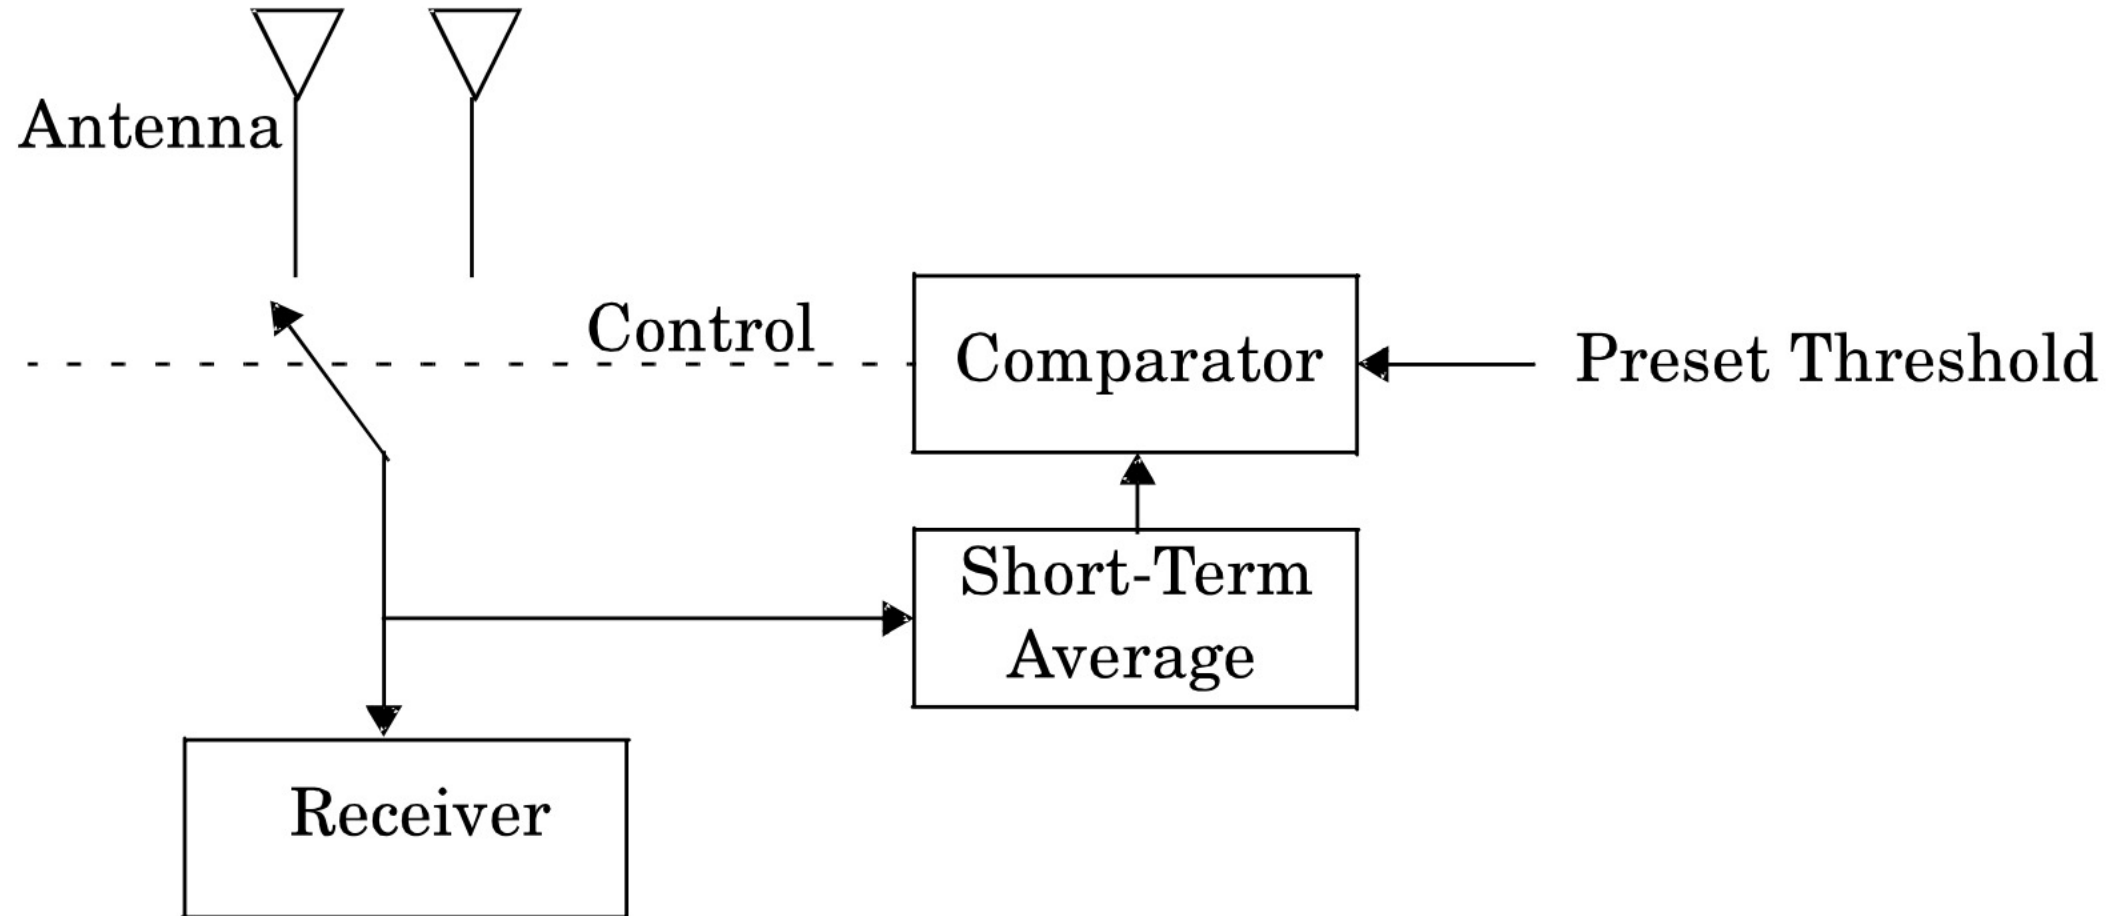 Antenna
Control
Comparator
Preset Threshold
Short-Term
Average
Receiver